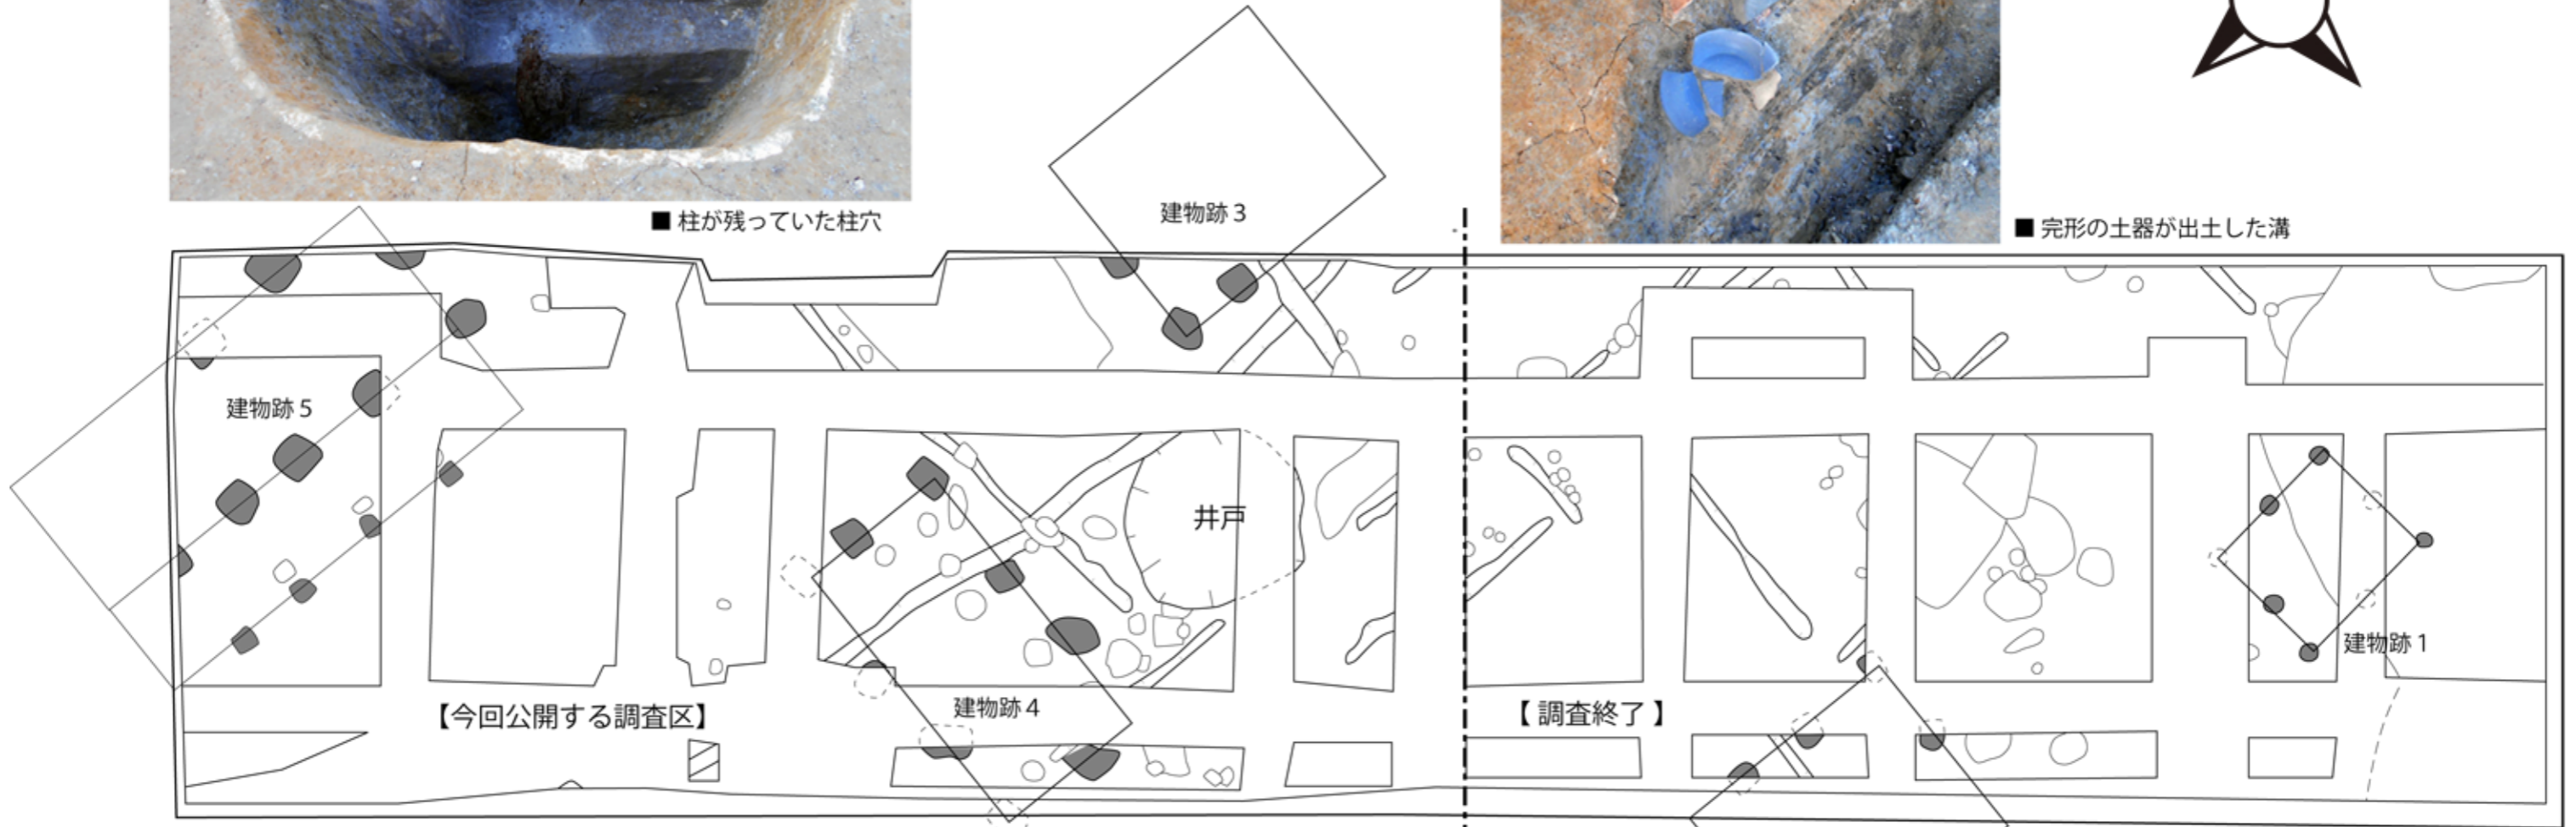 ■ 柱が残っていた柱穴
建物跡３
■ 完形の土器が出土した溝
建物跡５
井戸
建物跡１
建物跡４
【今回公開する調査区】
【 調査終了 】